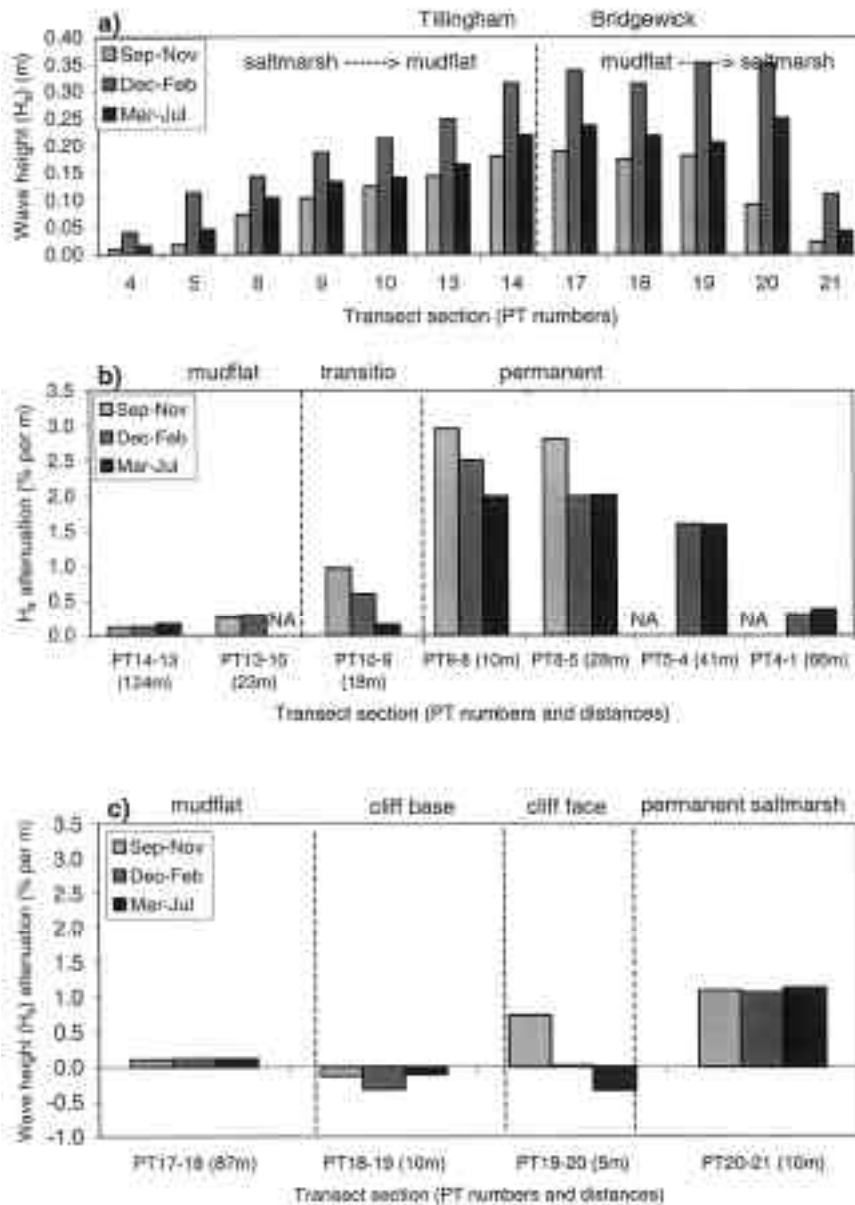 a) Tillingham Bridgewick
Wave height (Hs) (m)
0.40
0.35
0.30
0.25
0.20
0.15
0.10
0.05
0.00
Sep-Nov
Dec-Feb
Mar-Jul
saltmarsh ------> mudflat
mudflat ----> saltmarsh
4 5 8 9 10 13 14 17 18 19 20 21
Transect section (PT numbers)
b) mudflat transitio permanent
Hs attenuation (% per m)
3.5
3.0
2.5
2.0
1.5
1.0
0.5
0.0
Sep-Nov
Dec-Feb
Mar-Jul
NA NA NA
PT14-13 PT13-10 PT10-9 PT9-8 (10m) PT8-5 (28m) PT5-4 (41m) PT4-1 (66m)
(134m) (23m) (18m)
Transect section (PT numbers and distances)
c) mudflat cliff base cliff face permanent saltmarsh
Wave height (Hs) attenuation (% per m)
3.5
3.0
2.5
2.0
1.5
1.0
0.5
0.0
-0.5
-1.0
Sep-Nov
Dec-Feb
Mar-Jul
PT17-18 (87m) PT18-19 (10m) PT19-20 (5m) PT20-21 (10m)
Transect section (PT numbers and distances)